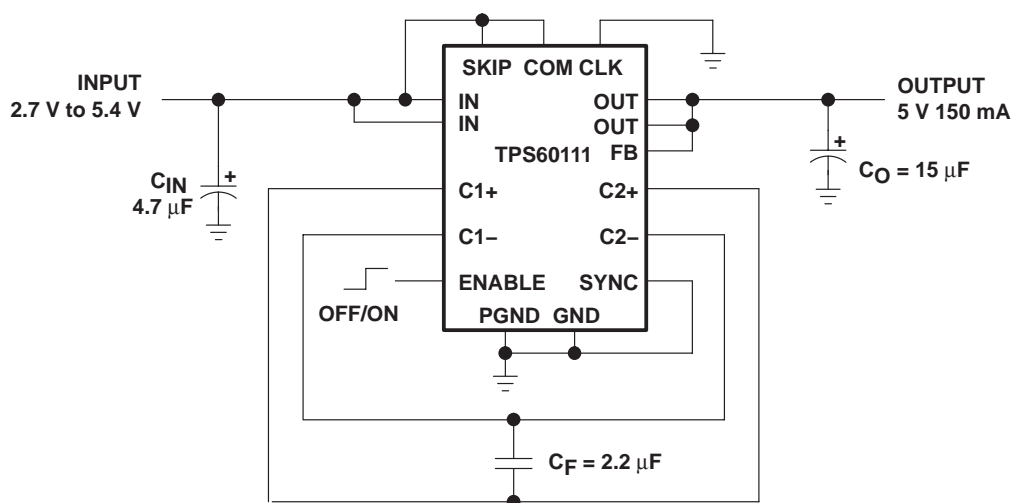 SKIP COM CLK
INPUT
2.7 V to 5.4 V
IN
IN
OUT
OUT
FB
TPS60111
OUTPUT
5 V 150 mA
CIN
4.7 μF
+
+
CO = 15 μF
C1+
C2+
C1–
C2–
ENABLE
SYNC
OFF/ON
PGND GND
CF = 2.2 μF